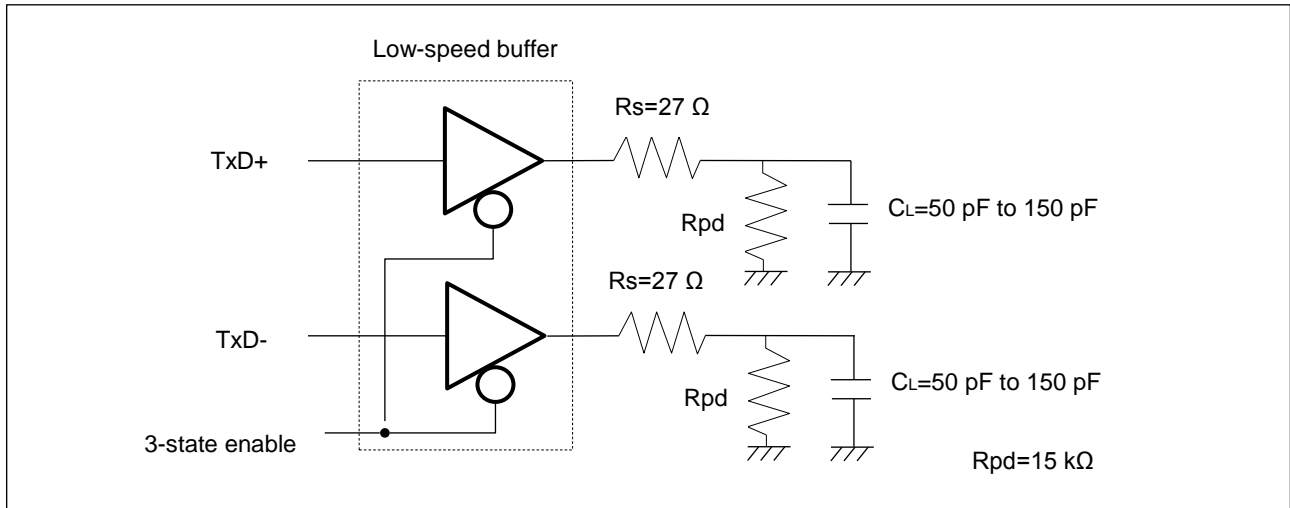 Low-speed buffer
Rs=27 Ω
TxD+
CL=50 pF to 150 pF
Rpd
Rs=27 Ω
TxD-
CL=50 pF to 150 pF
Rpd
3-state enable
Rpd=15 kΩ